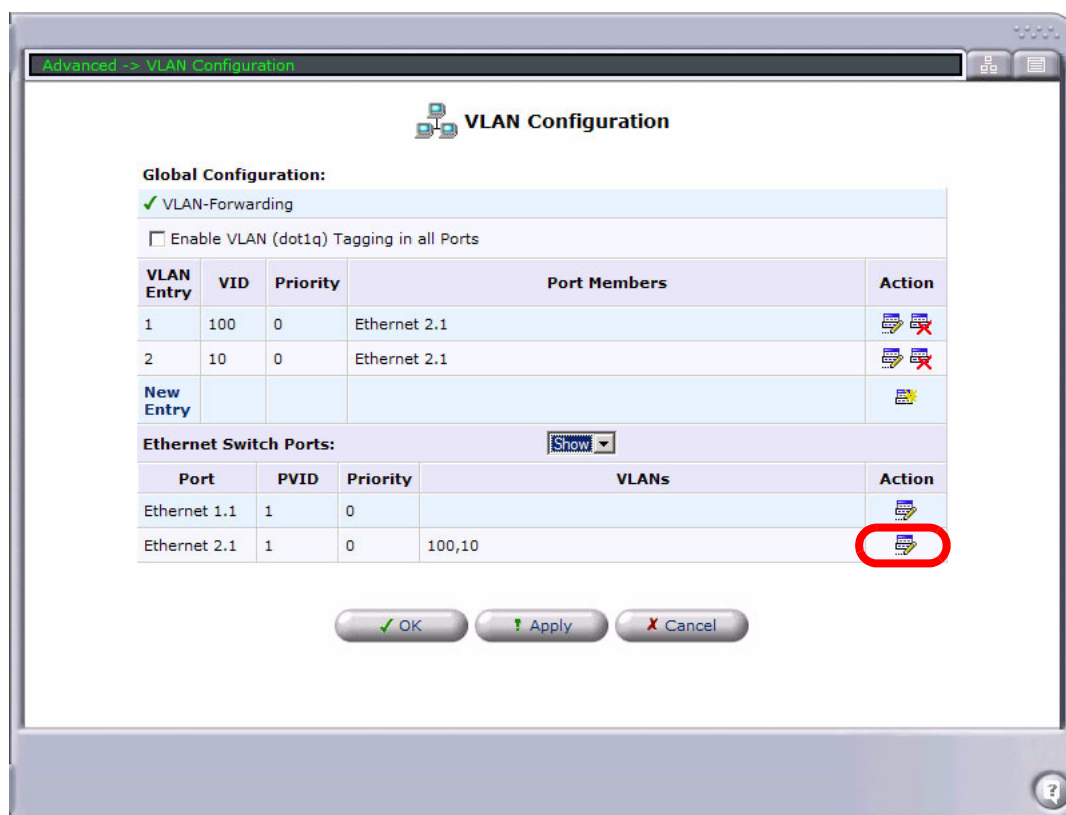 Advanced -> VLAN Configuration
VLAN Configuration
Global Configuration:
VLAN-Forwarding
Enable VLAN (dot1q) Tagging in all Ports
VLAN Entry VID Priority Port Members Action
1 100 0 Ethernet 2.1
2 10 0 Ethernet 2.1
New Entry
Ethernet Switch Ports: Show
Port PVID Priority VLANs Action
Ethernet 1.1 1 0
Ethernet 2.1 1 0 100,10
OK Apply Cancel